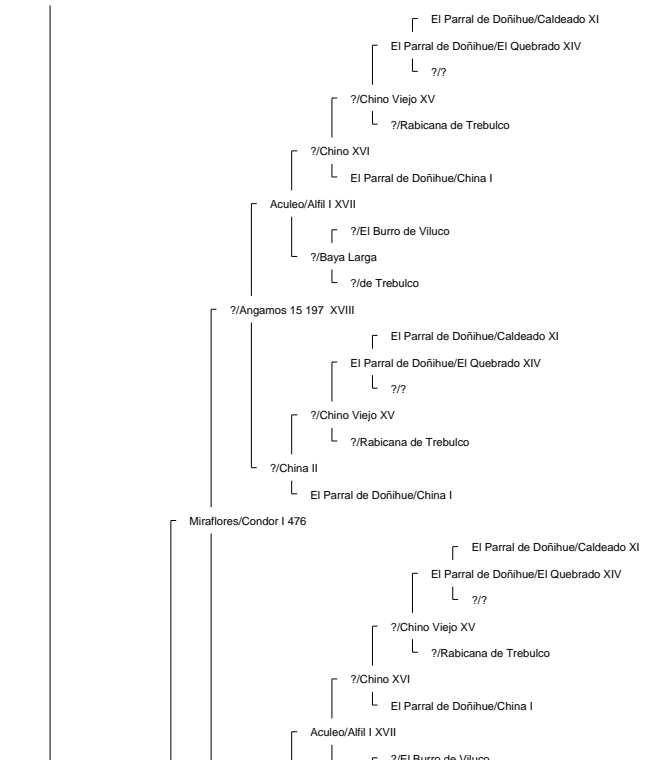 El Parral de Doñihue/Caldeado XI
El Parral de Doñihue/El Quebrado XIV
?/?
?/Chino Viejo XV
?/Rabicana de Trebulco
?/Chino XVI
El Parral de Doñihue/China I
Aculeo/Alfil I XVII
?/El Burro de Viluco
?/Baya Larga
?/de Trebulco
?/Angamos 15 197 XVIII
El Parral de Doñihue/Caldeado XI
El Parral de Doñihue/El Quebrado XIV
?/?
?/Chino Viejo XV
?/Rabicana de Trebulco
?/China II
El Parral de Doñihue/China I
Miraflores/Condor I 476
El Parral de Doñihue/Caldeado XI
El Parral de Doñihue/El Quebrado XIV
?/?
?/Chino Viejo XV
?/Rabicana de Trebulco
?/Chino XVI
El Parral de Doñihue/China I
Aculeo/Alfil I XVII
?/El Burro de Viluco